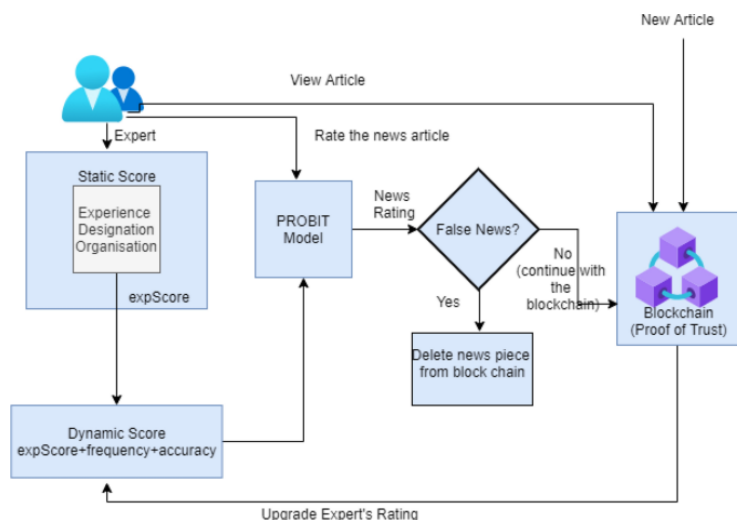 New Article
View Article
Expert
Rate the news article
Static Score
Experience
Designation
Organisation
expScore
PROBIT
Model
News
Rating
False News?
No
(continue with
the
blockchain)
Yes
Delete news piece
from block chain
Blockchain
(Proof of Trust)
Dynamic Score
expScore+frequency+accuracy
Upgrade Expert's Rating